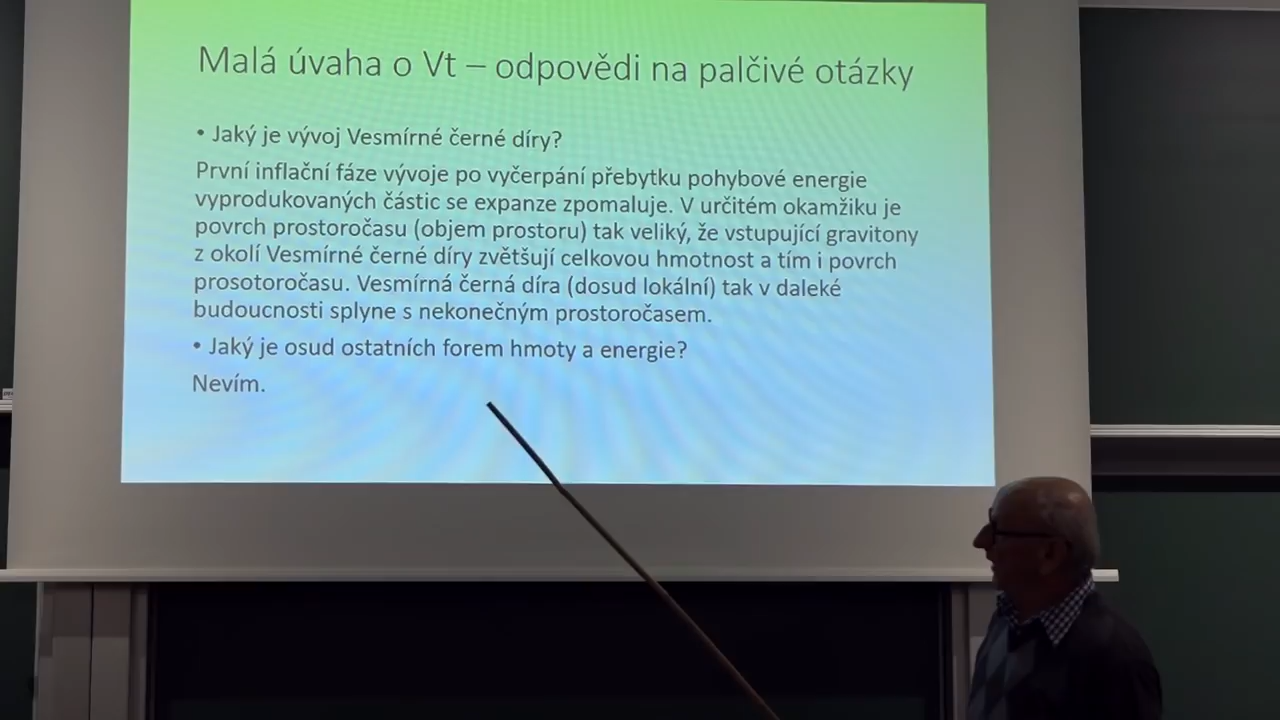 Malá úvaha o Vt – odpovědi na palčivé otázky
• Jaký je vývoj Vesmírné černé díry?
První inflační fáze vývoje po vyčerpání přebytku pohybové energie
vyprodukovaných částic se expanze zpomaluje. V určitém okamžiku je
povrch prostoročasu (objem prostoru) tak veliký, že vstupující gravitony
z okolí Vesmírné černé díry zvětšují celkovou hmotnost a tím i povrch
prosotoročasu. Vesmírná černá díra (dosud lokální) tak v daleké
budoucnosti splyne s nekonečným prostoročasem.
• Jaký je osud ostatních forem hmoty a energie?
Nevím.